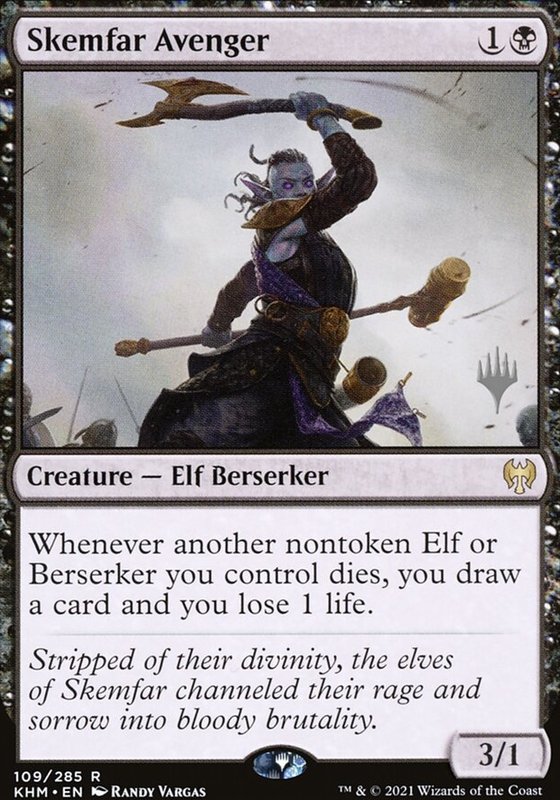 Skemfar Avenger 1
Creature — Elf Berserker
Whenever another nontoken Elf or
Berserker you control dies, you draw
a card and you lose 1 life.
Stripped of their divinity, the elves
of Skemfar channeled their rage and
sorrow into bloody brutality.
3/1
109/285 R
KHM • EN RANDY VARGAS ™ & © 2021 Wizards of the Coast